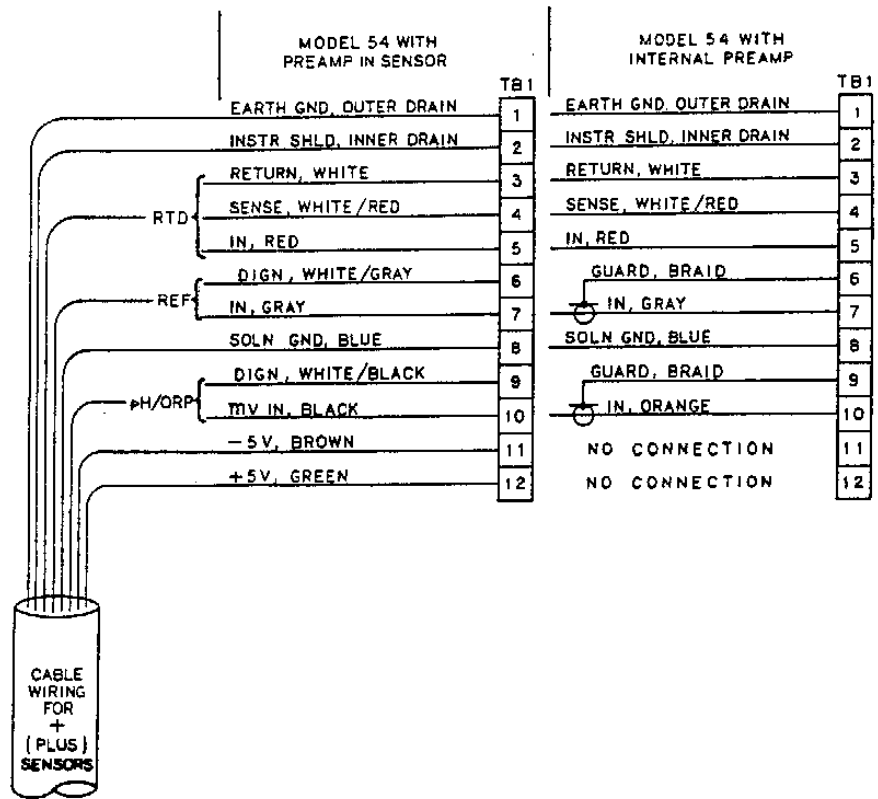 MODEL 54 WITH
PREAMP IN SENSOR
TB1
EARTH GND, OUTER DRAIN 1
INSTR SHLD, INNER DRAIN 2
RETURN, WHITE 3
RTD SENSE, WHITE/RED 4
IN, RED 5
DIGN, WHITE/GRAY 6
REF IN, GRAY 7
SOLN GND, BLUE 8
DIGN, WHITE/BLACK 9
pH/ORP mV IN, BLACK 10
-5V, BROWN 11
+5V, GREEN 12
MODEL 54 WITH
INTERNAL PREAMP
TB1
EARTH GND, OUTER DRAIN 1
INSTR SHLD, INNER DRAIN 2
RETURN, WHITE 3
SENSE, WHITE/RED 4
IN, RED 5
GUARD, BRAID 6
IN, GRAY 7
SOLN GND, BLUE 8
GUARD, BRAID 9
IN, ORANGE 10
NO CONNECTION 11
NO CONNECTION 12
CABLE
WIRING
FOR
+
(PLUS)
SENSORS